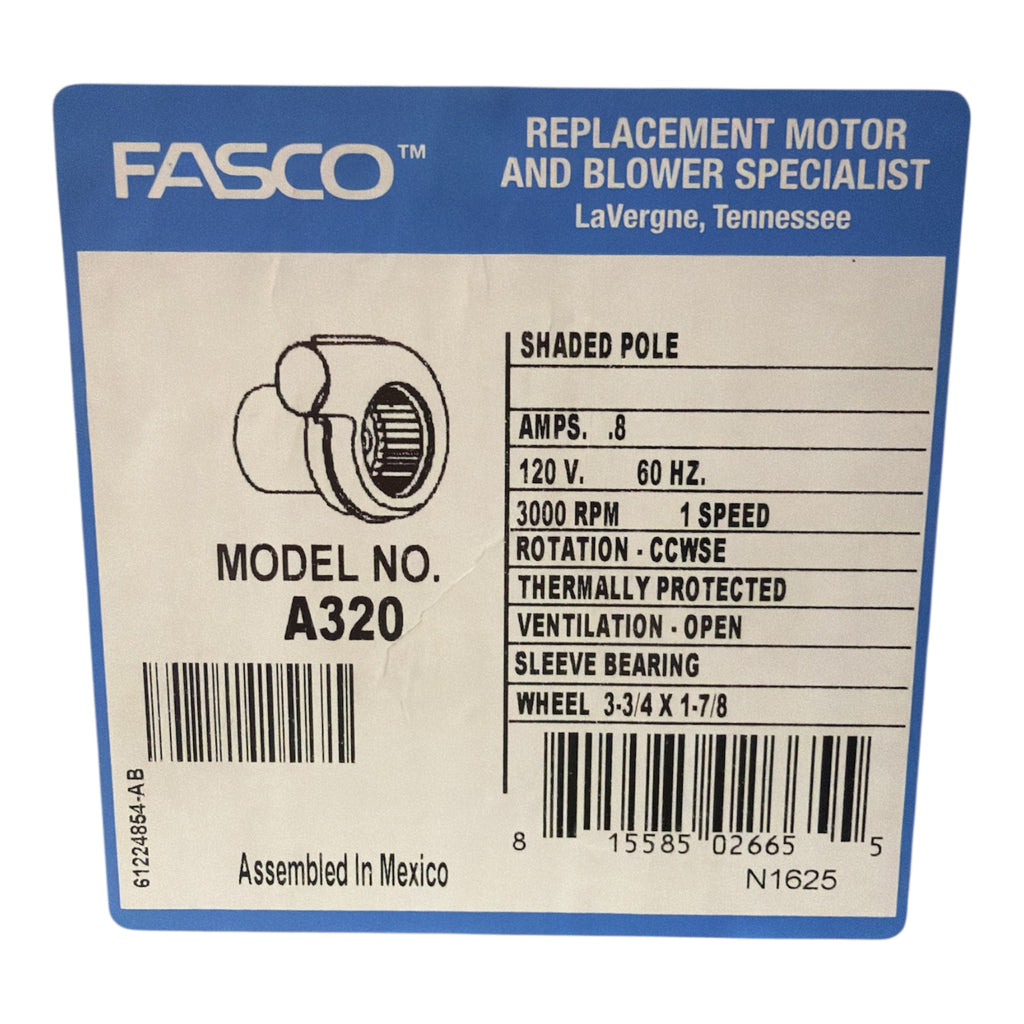 FASCO™
REPLACEMENT MOTOR
AND BLOWER SPECIALIST
LaVergne, Tennessee
MODEL NO.
A320
61224854-AB
Assembled In Mexico
SHADED POLE
AMPS. .8
120 V. 60 HZ.
3000 RPM 1 SPEED
ROTATION - CCWSE
THERMALLY PROTECTED
VENTILATION - OPEN
SLEEVE BEARING
WHEEL 3-3/4 X 1-7/8
8 15585 02665 5
N1625